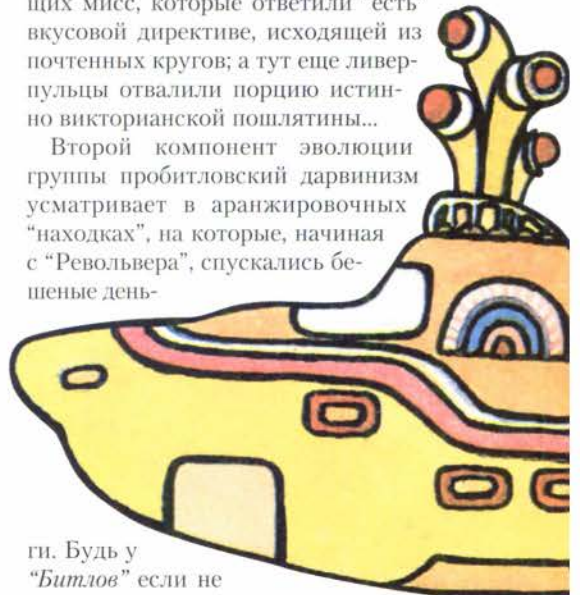 щих мисс, которые ответили "есть"
вкусовой директиве, исходящей из
почтенных кругов; а тут еще ливер-
пульцы отвалили порцию истин-
но викторианской пошлятины...
Второй компонент эволюции
группы пробитловский дарвинизм
усматривает в аранжировочных
“находках”, на которые, начиная
с “Револьвера”, спускались бе-
шеные день-
ги. Будь у
“Битлов” если не